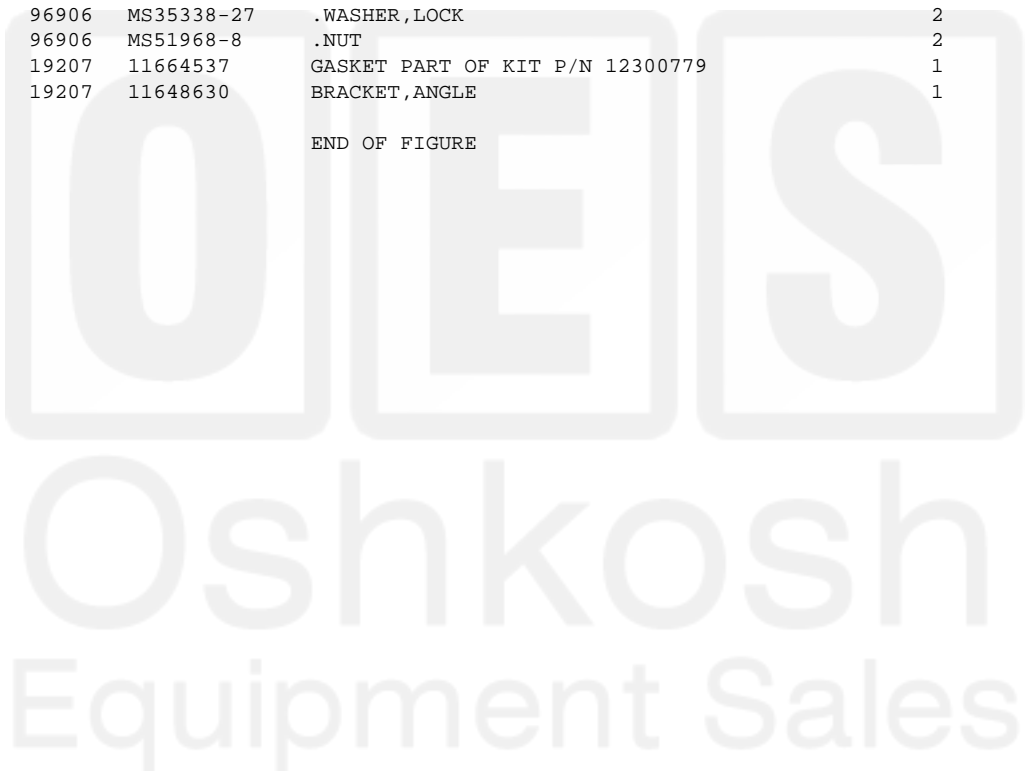 96906 MS35338-27 .WASHER,LOCK 2
96906 MS51968-8 .NUT 2
19207 11664537 GASKET PART OF KIT P/N 12300779 1
19207 11648630 BRACKET,ANGLE 1
END OF FIGURE
OES
Oshkosh
Equipment Sales